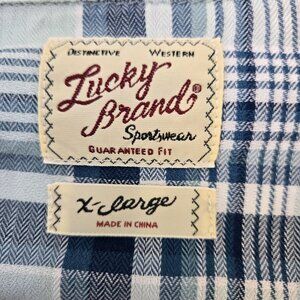 Distinctive Western
Lucky
Brand®
Sportswear
GUARANTEED FIT
X-Large
MADE IN CHINA